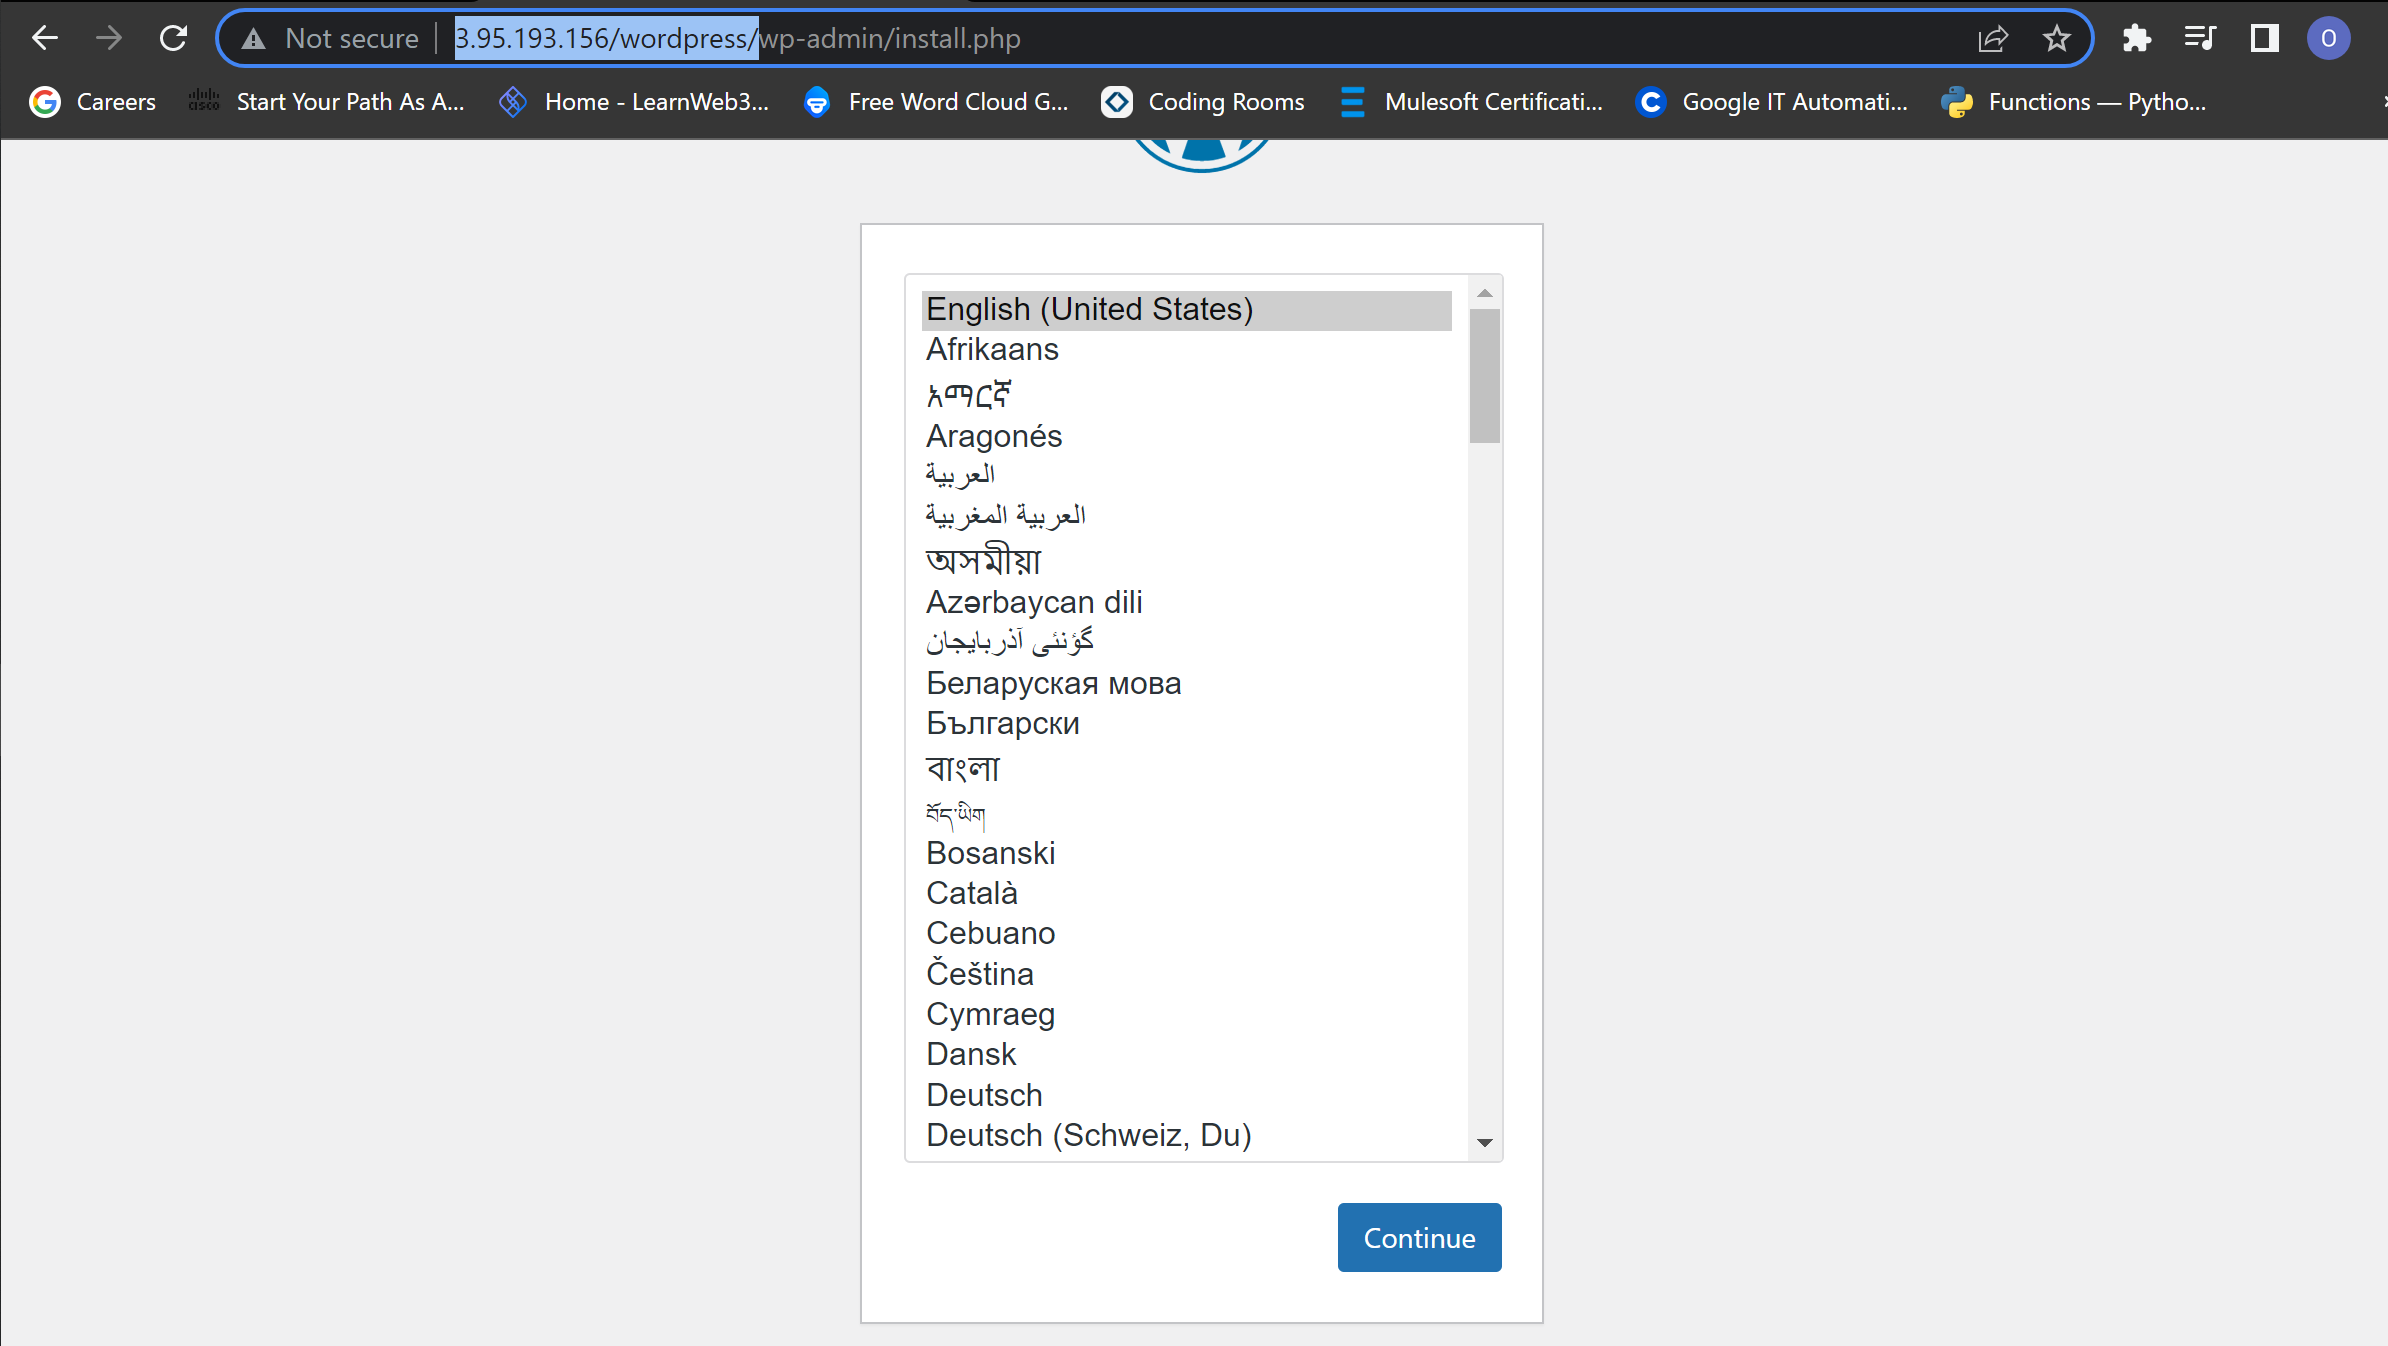 Not secure 3.95.193.156/wordpress/wp-admin/install.php O
Careers cisco Start Your Path As A... Home - LearnWeb3... Free Word Cloud G... Coding Rooms Mulesoft Certificati... Google IT Automati... Functions — Pytho...
English (United States)
Afrikaans
አማርኛ
Aragonés
العربية
العربية المغربية
অসমীয়া
Azərbaycan dili
گؤنئی آذربایجان
Беларуская мова
Български
বাংলা
བོད་ཡིག
Bosanski
Català
Cebuano
Čeština
Cymraeg
Dansk
Deutsch
Deutsch (Schweiz, Du)
Continue